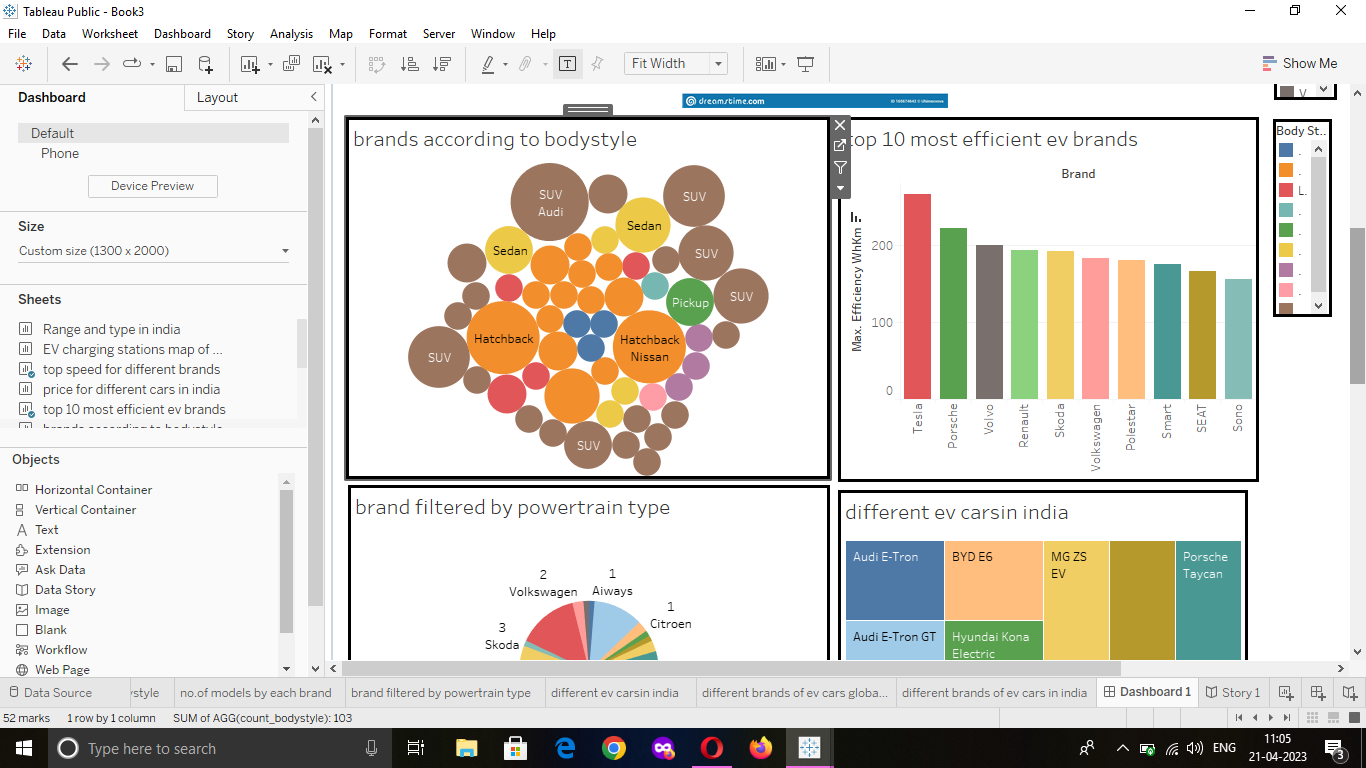 Tableau Public - Book3
File Data Worksheet Dashboard Story Analysis Map Format Server Window Help
Fit Width
Show Me
Dashboard
Layout
Default
Phone
Device Preview
Size
Custom size (1300 x 2000)
Sheets
Range and type in india
EV charging stations map of ...
top speed for different brands
price for different cars in india
top 10 most efficient ev brands
Objects
Horizontal Container
Vertical Container
Text
Extension
Ask Data
Data Story
Image
Blank
Workflow
Web Page
dreamstime.com
brands according to bodystyle
SUV
Audi
SUV
Sedan
Sedan
SUV
SUV
Pickup
Hatchback
Hatchback
Nissan
SUV
SUV
top 10 most efficient ev brands
Brand
Max. Efficiency WhKm
200
100
0
Tesla
Porsche
Volvo
Renault
Skoda
Volkswagen
Polestar
Smart
SEAT
Sono
V
Body St..
.
.
L.
.
.
.
.
.
brand filtered by powertrain type
2
Volkswagen
1
Aiways
1
Citroen
3
Skoda
different ev carsin india
Audi E-Tron
BYD E6
MG ZS
EV
Porsche
Taycan
Audi E-Tron GT
Hyundai Kona
Electric
Data Source
style
no.of models by each brand
brand filtered by powertrain type
different ev carsin india
different brands of ev cars globa...
different brands of ev cars in india
Dashboard 1
Story 1
52 marks
1 row by 1 column
SUM of AGG(count_bodystyle): 103
Type here to search
ENG
11:05
21-04-2023
3